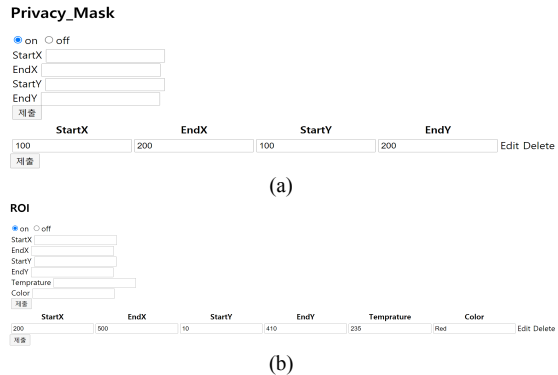 Privacy_Mask
on off
StartX
EndX
StartY
EndY
제출
StartX EndX StartY EndY
100 200 100 200 Edit Delete
제출
(a)
ROI
on off
StartX
EndX
StartY
EndY
Temprature
Color
제출
StartX EndX StartY EndY Temprature Color
200 500 10 410 235 Red Edit Delete
제출
(b)